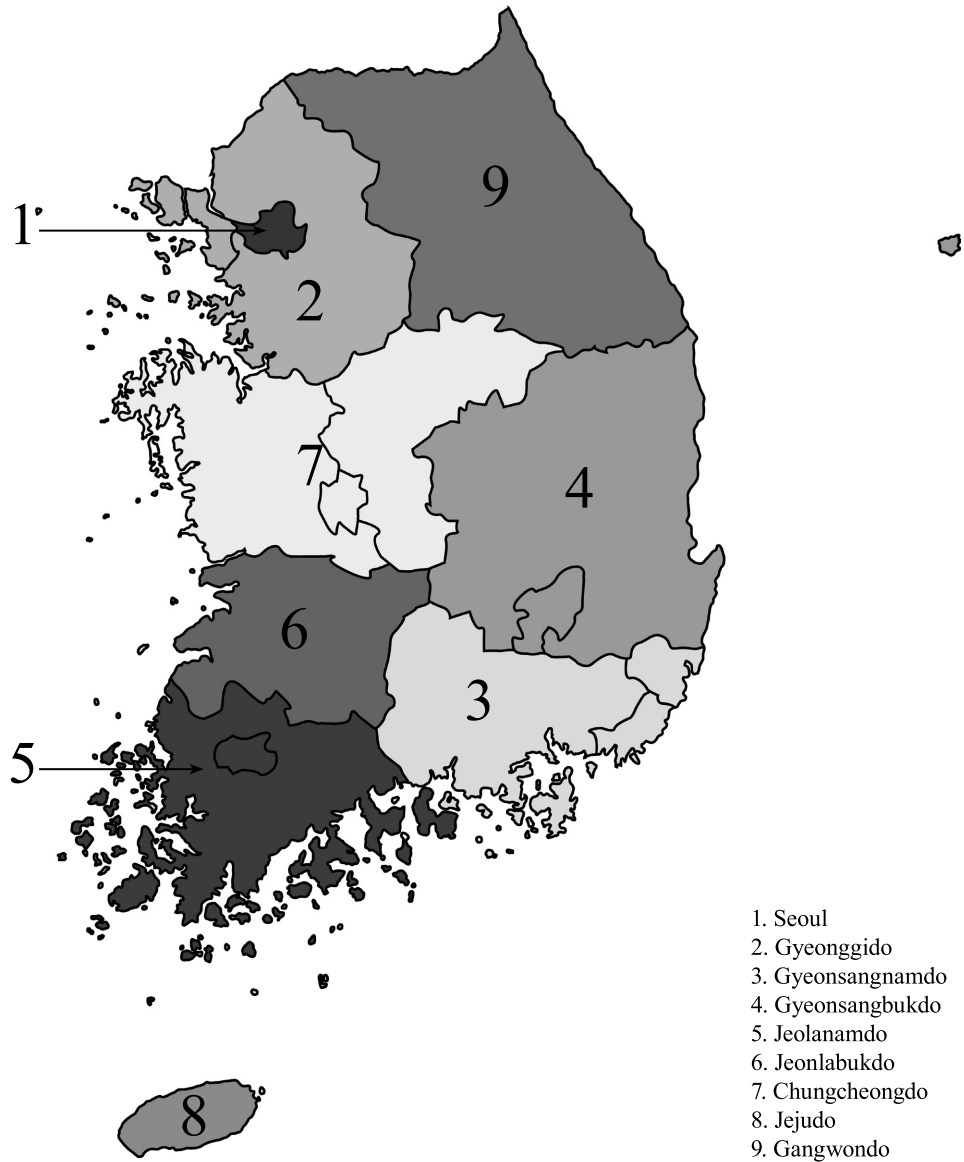 9
1
2
7
4
6
3
5
8
1. Seoul
2. Gyeonggido
3. Gyeonsangnamdo
4. Gyeonsangbukdo
5. Jeolanamdo
6. Jeonlabukdo
7. Chungcheongdo
8. Jejudo
9. Gangwondo